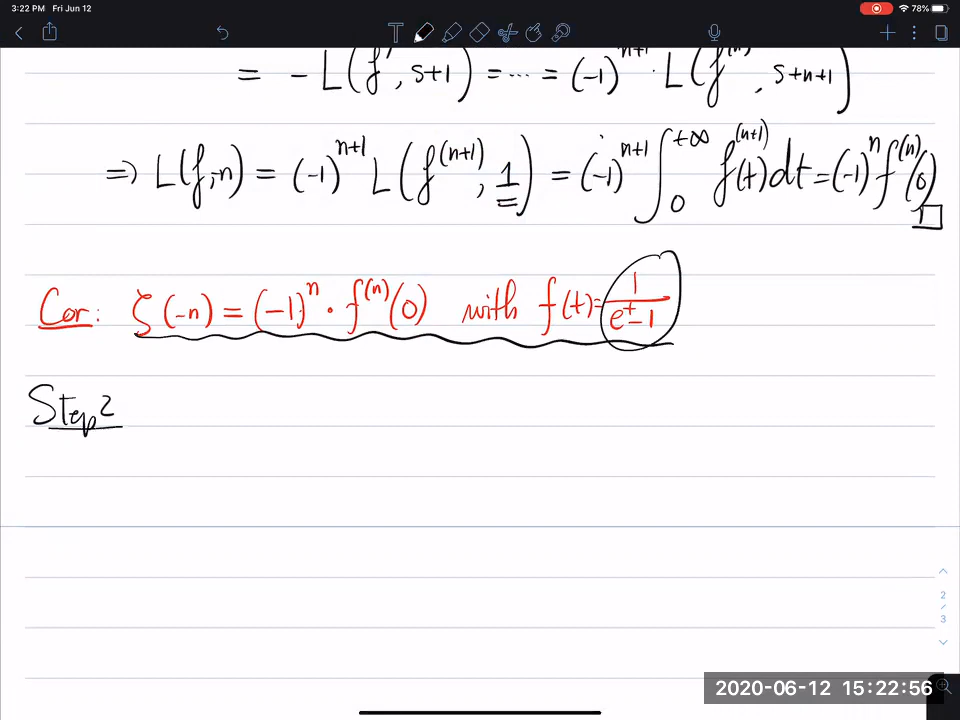 3:22 PM Fri Jun 12
78%
= - L(f', s+1) = ... = (-1)^{n+1} · L(f^{(n+1)}, s+n+1)
⇒ L(f,-n) = (-1)^{n+1} L(f^{(n+1)}, 1) = (-1)^{n+1} ∫_0^{+∞} f^{(n+1)}(t) dt = (-1)^n f^{(n)}(0) □
Cor: ζ(-n) = (-1)^n · f^{(n)}(0) with f(t) = 1/(e^t - 1)
Step 2
2
/
3
2020-06-12 15:22:56